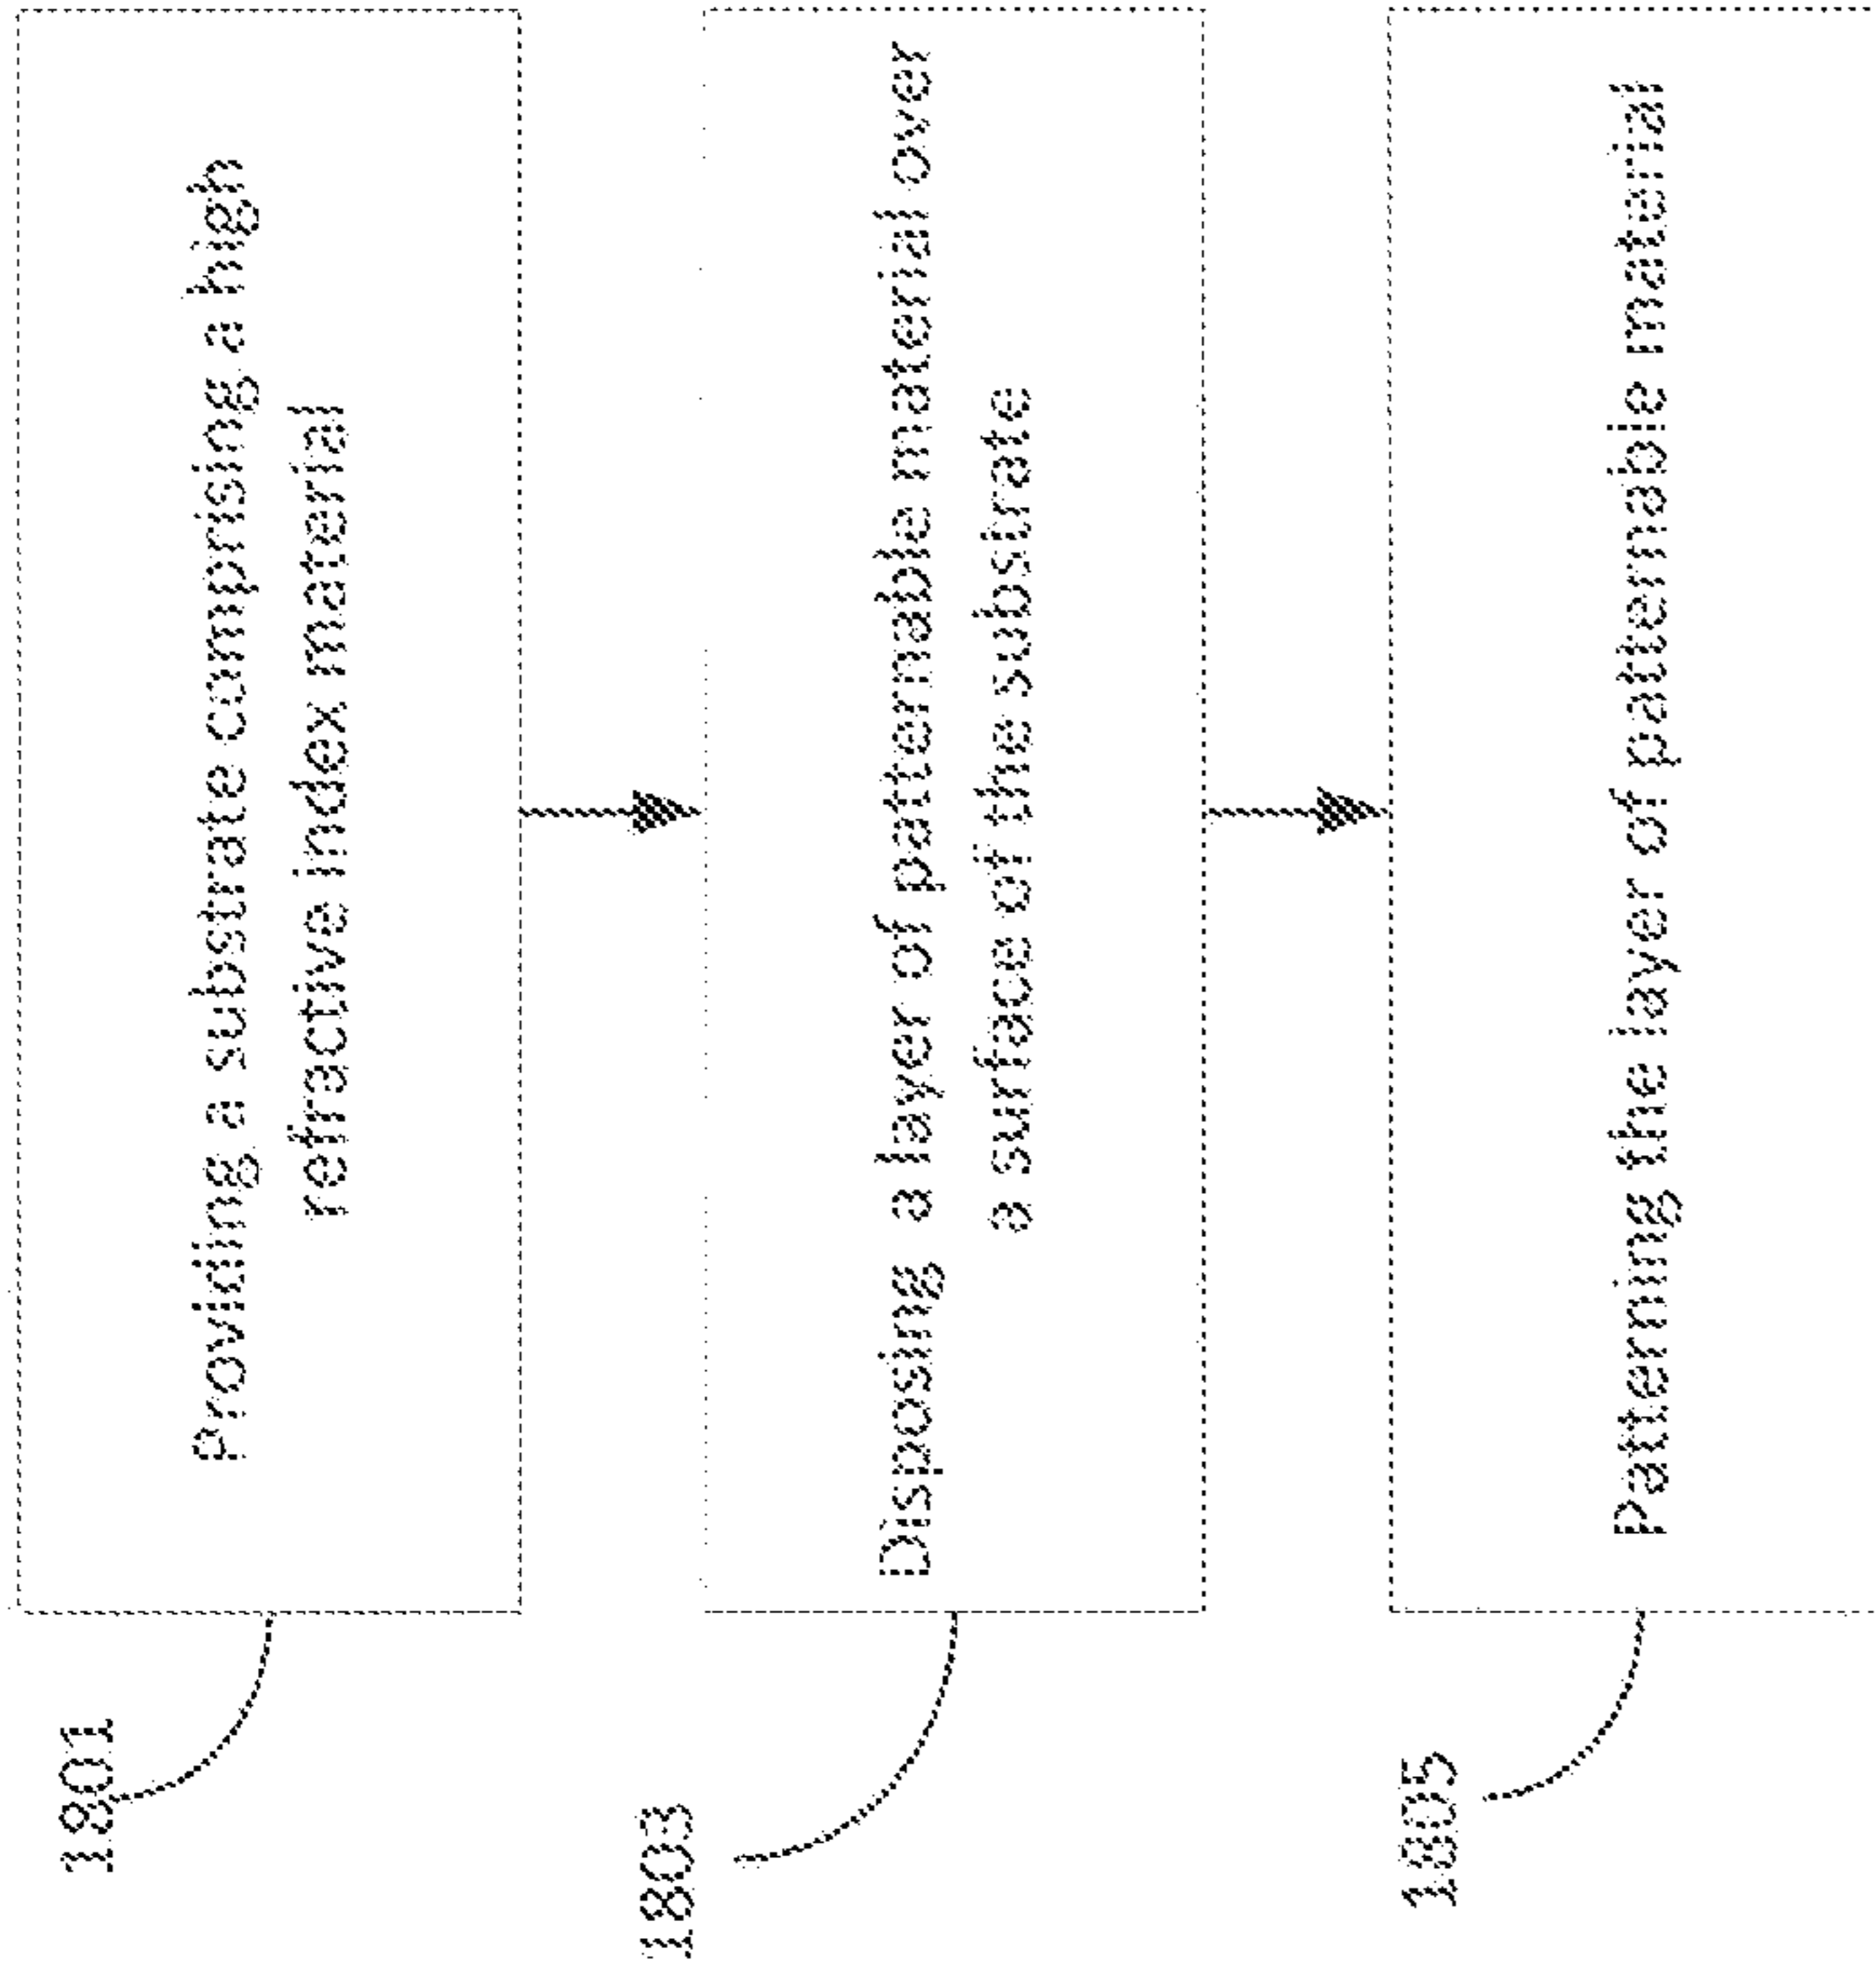 1801
Providing a substrate comprising a high
refractive index material
1803
Disposing a layer of patternable material over
a surface of the substrate
1805
Patterning the layer of patternable material